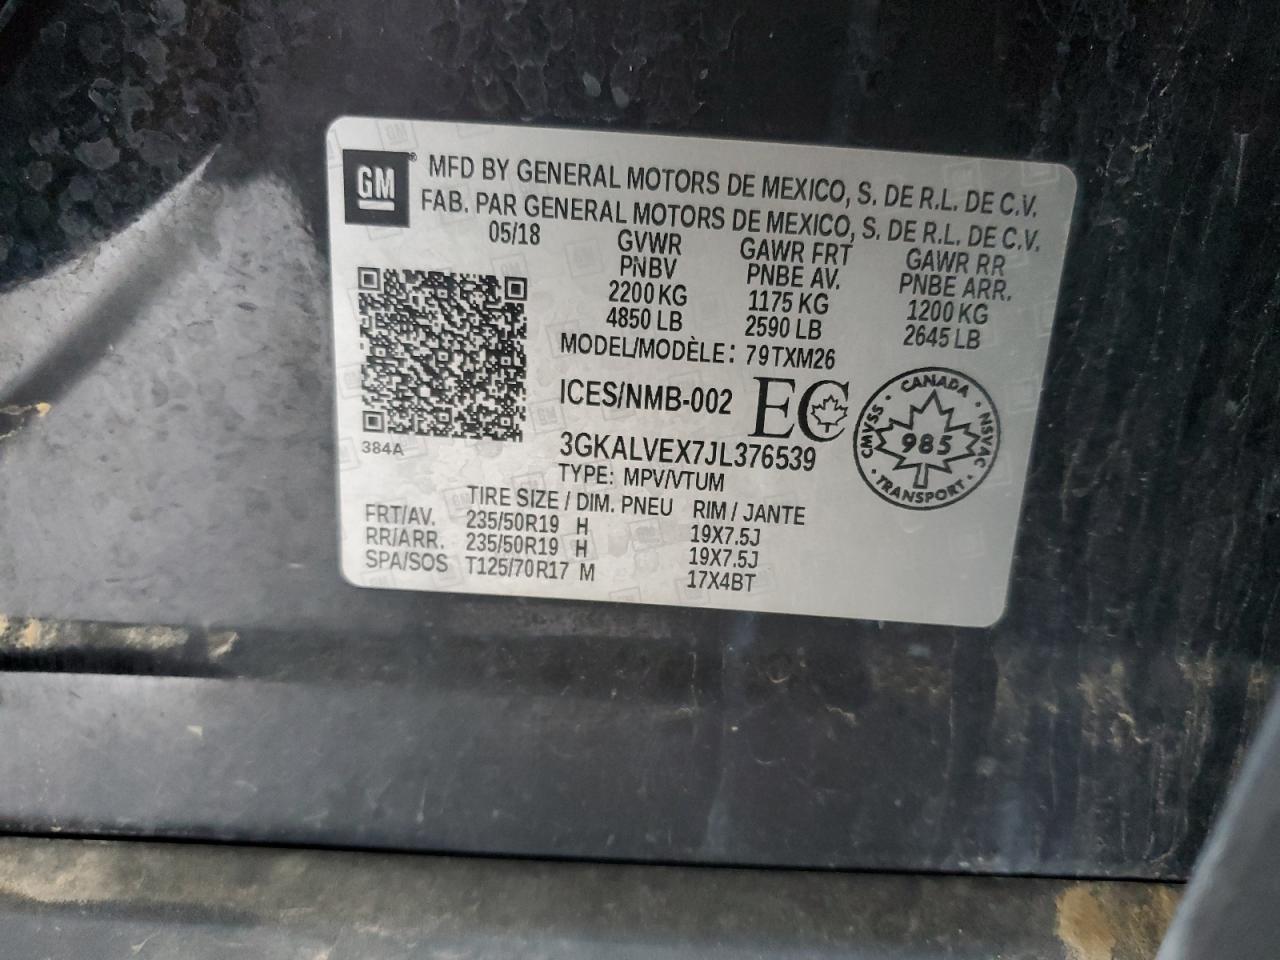 GM
MFD BY GENERAL MOTORS DE MEXICO, S. DE R.L. DE C.V.
FAB. PAR GENERAL MOTORS DE MEXICO, S. DE R.L. DE C.V.
05/18 GVWR GAWR FRT GAWR RR
PNBV PNBE AV. PNBE ARR.
2200 KG 1175 KG 1200 KG
4850 LB 2590 LB 2645 LB
MODEL/MODÈLE: 79TXM26
ICES/NMB-002 EC
CANADA
CMVSS 985 NSVAC
TRANSPORT
384A
3GKALVEX7JL376539
TYPE: MPV/VTUM
TIRE SIZE / DIM. PNEU RIM / JANTE
FRT/AV. 235/50R19 H 19X7.5J
RR/ARR. 235/50R19 H 19X7.5J
SPA/SOS T125/70R17 M 17X4BT